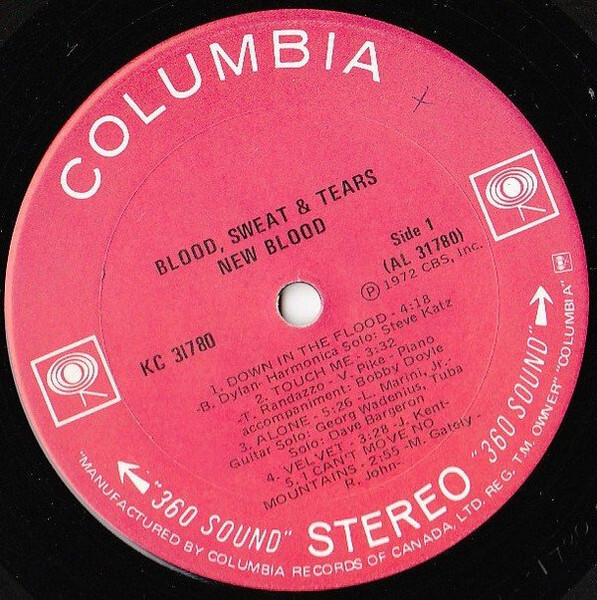 COLUMBIA
BLOOD, SWEAT & TEARS
NEW BLOOD
Side 1
(AL 31780)
Ⓟ 1972 CBS, Inc.
KC 31780
1. DOWN IN THE FLOOD - 4:18
-B. Dylan- Harmonica Solo: Steve Katz
2. TOUCH ME - 3:32
-T. Randazzo- V. Pike - Piano
accompaniment: Bobby Doyle
3. ALONE - 5:26 -L. Marini, Jr.-
Guitar Solo: Georg Wadenius, Tuba
Solo: Dave Bargeron
4. VELVET - 3:28 -J. Kent-
5. I CAN'T MOVE NO
MOUNTAINS - 2:55 -M. Gately -
R. John-
"360 SOUND" STEREO "360 SOUND"
"MANUFACTURED BY COLUMBIA RECORDS OF CANADA, LTD. REG. T.M. OWNER" "COLUMBIA"